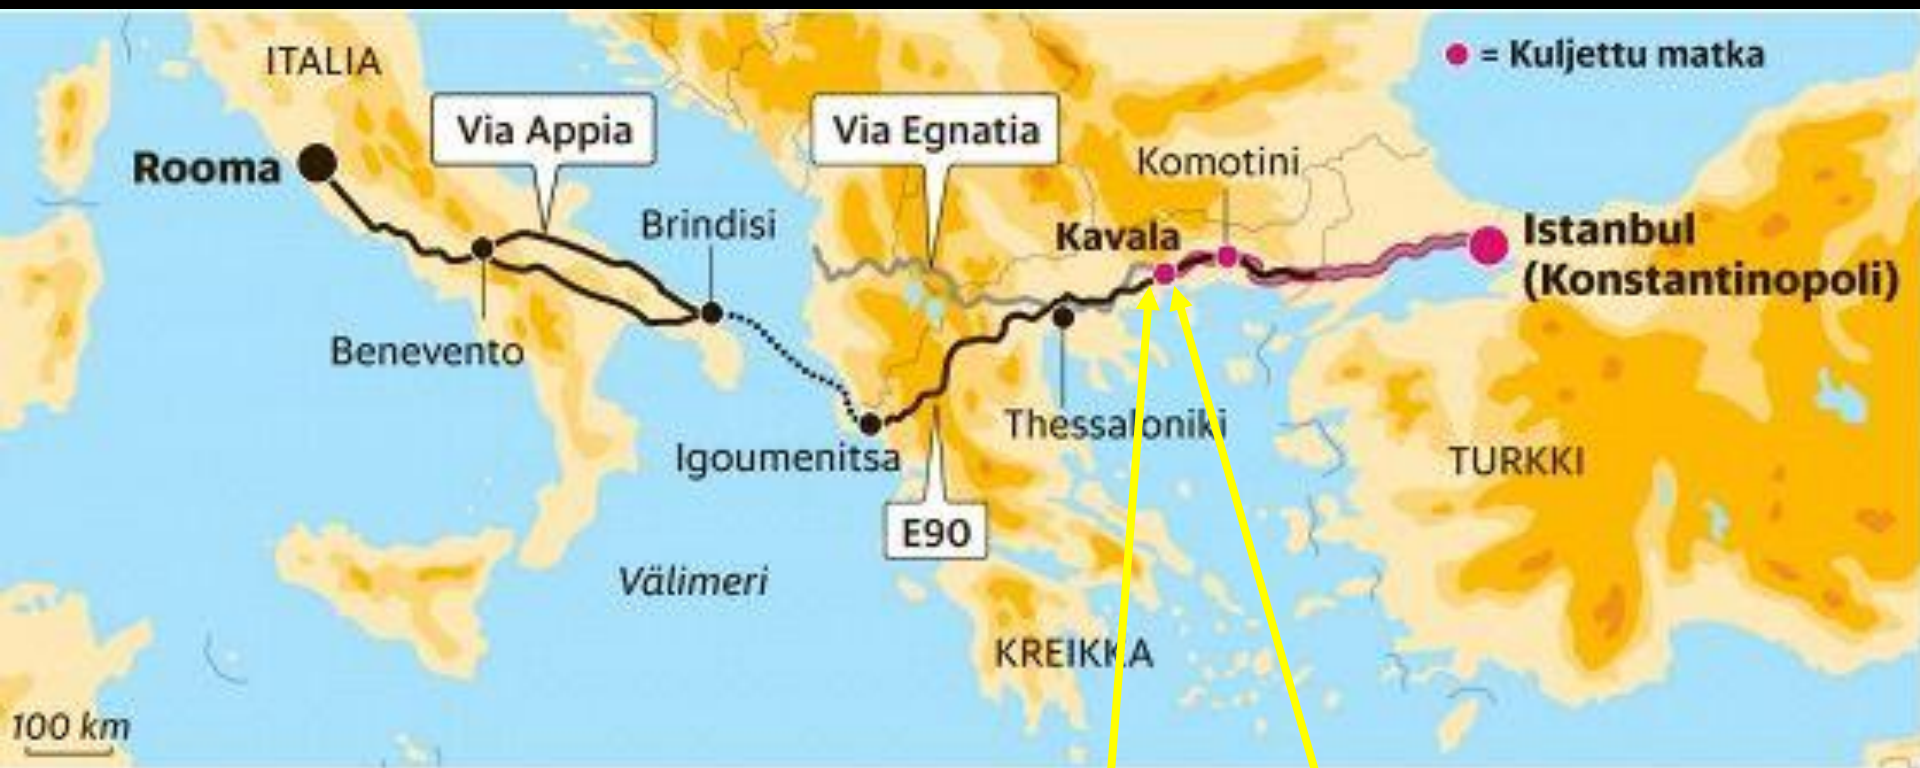 ITALIA
= Kuljettu matka
Via Appia
Via Egnatia
Rooma
Komotini
Brindisi
Kavala
Istanbul
(Konstantinopoli)
Benevento
Thessaloniki
Igoumenitsa
TURKKI
E90
Välimeri
KREIKKA
100 km